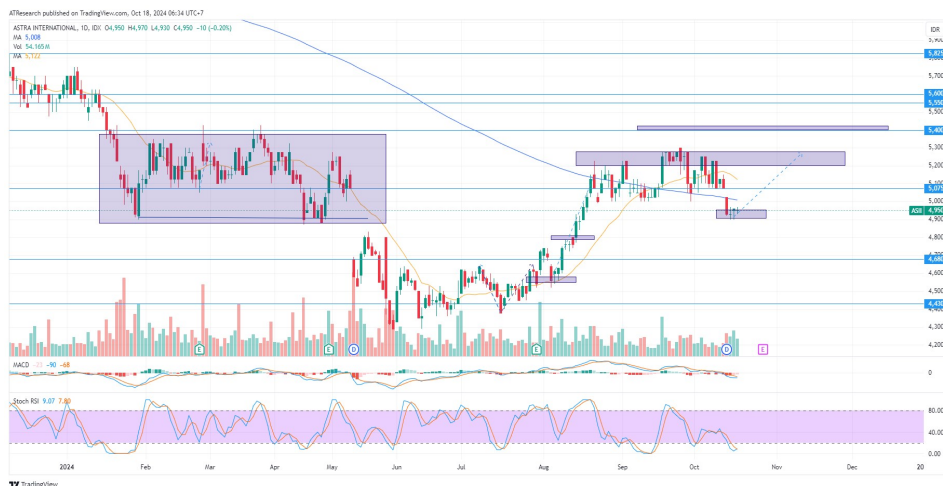 ATResearch published on TradingView.com, Oct 18, 2024 06:34 UTC+7
ASTRA INTERNATIONAL, 1D, IDX O4,950 H4,970 L4,930 C4,950 −10 (−0.20%)
MA 5,008
Vol 54.165M
MA 5,122
IDR
5,825
5,600
5,550
5,400
5,300
5,200
5,100
5,075
5,000
ASII 4,950
4,800
4,680
4,600
4,500
4,430
4,300
4,200
E
E
D
E
D
E
MACD −90 −68
0
Stoch RSI 9.07 7.80
80.00
40.00
0.00
2024 Feb Mar Apr May Jun Jul Aug Sep Oct Nov Dec 20
TradingView